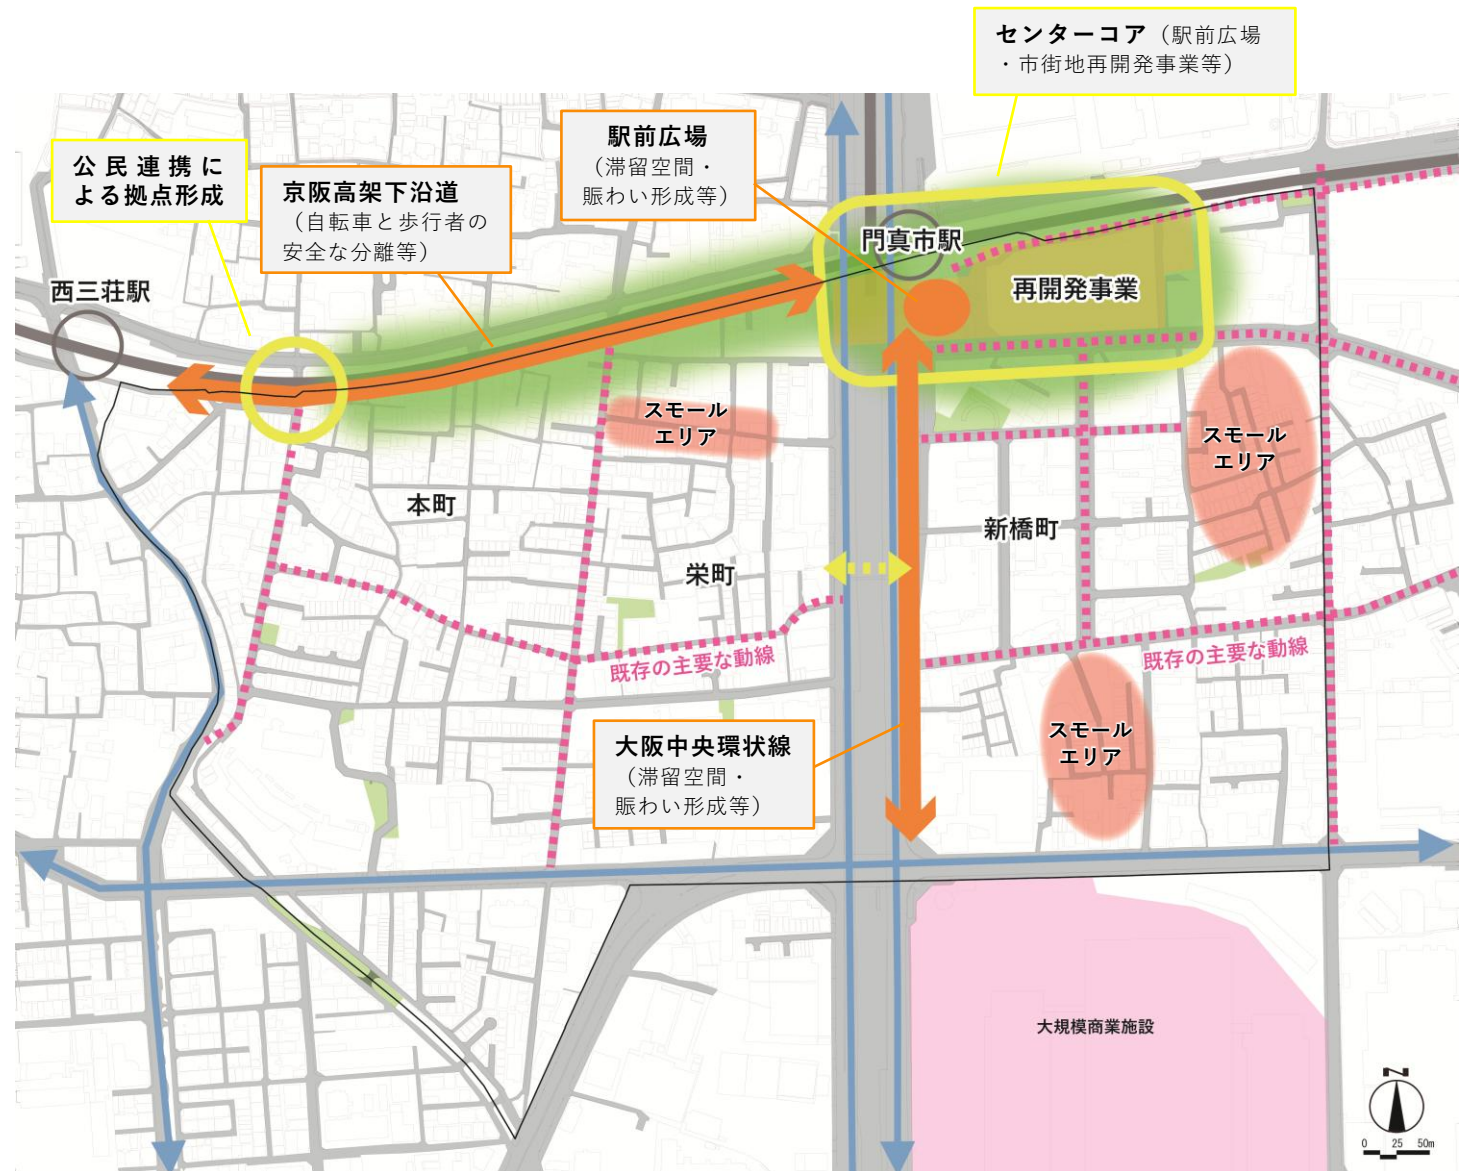 センターコア（駅前広場
・市街地再開発事業等）
駅前広場
（滞留空間・
賑わい形成等）
公民連携に
よる拠点形成
京阪高架下沿道
（自転車と歩行者の
安全な分離等）
門真市駅
西三荘駅
再開発事業
スモール
エリア
スモール
エリア
本町
新橋町
栄町
既存の主要な動線
既存の主要な動線
スモール
エリア
大阪中央環状線
（滞留空間・
賑わい形成等）
大規模商業施設
N
0 25 50m